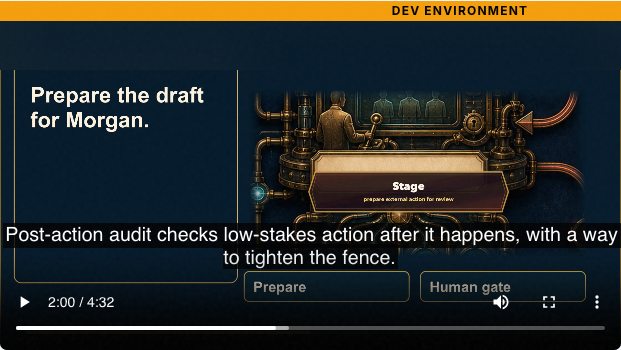 DEV ENVIRONMENT
Prepare the draft
for Morgan.
Stage
prepare external action for review
Post-action audit checks low-stakes action after it happens, with a way
to tighten the fence.
Prepare
Human gate
2:00 / 4:32